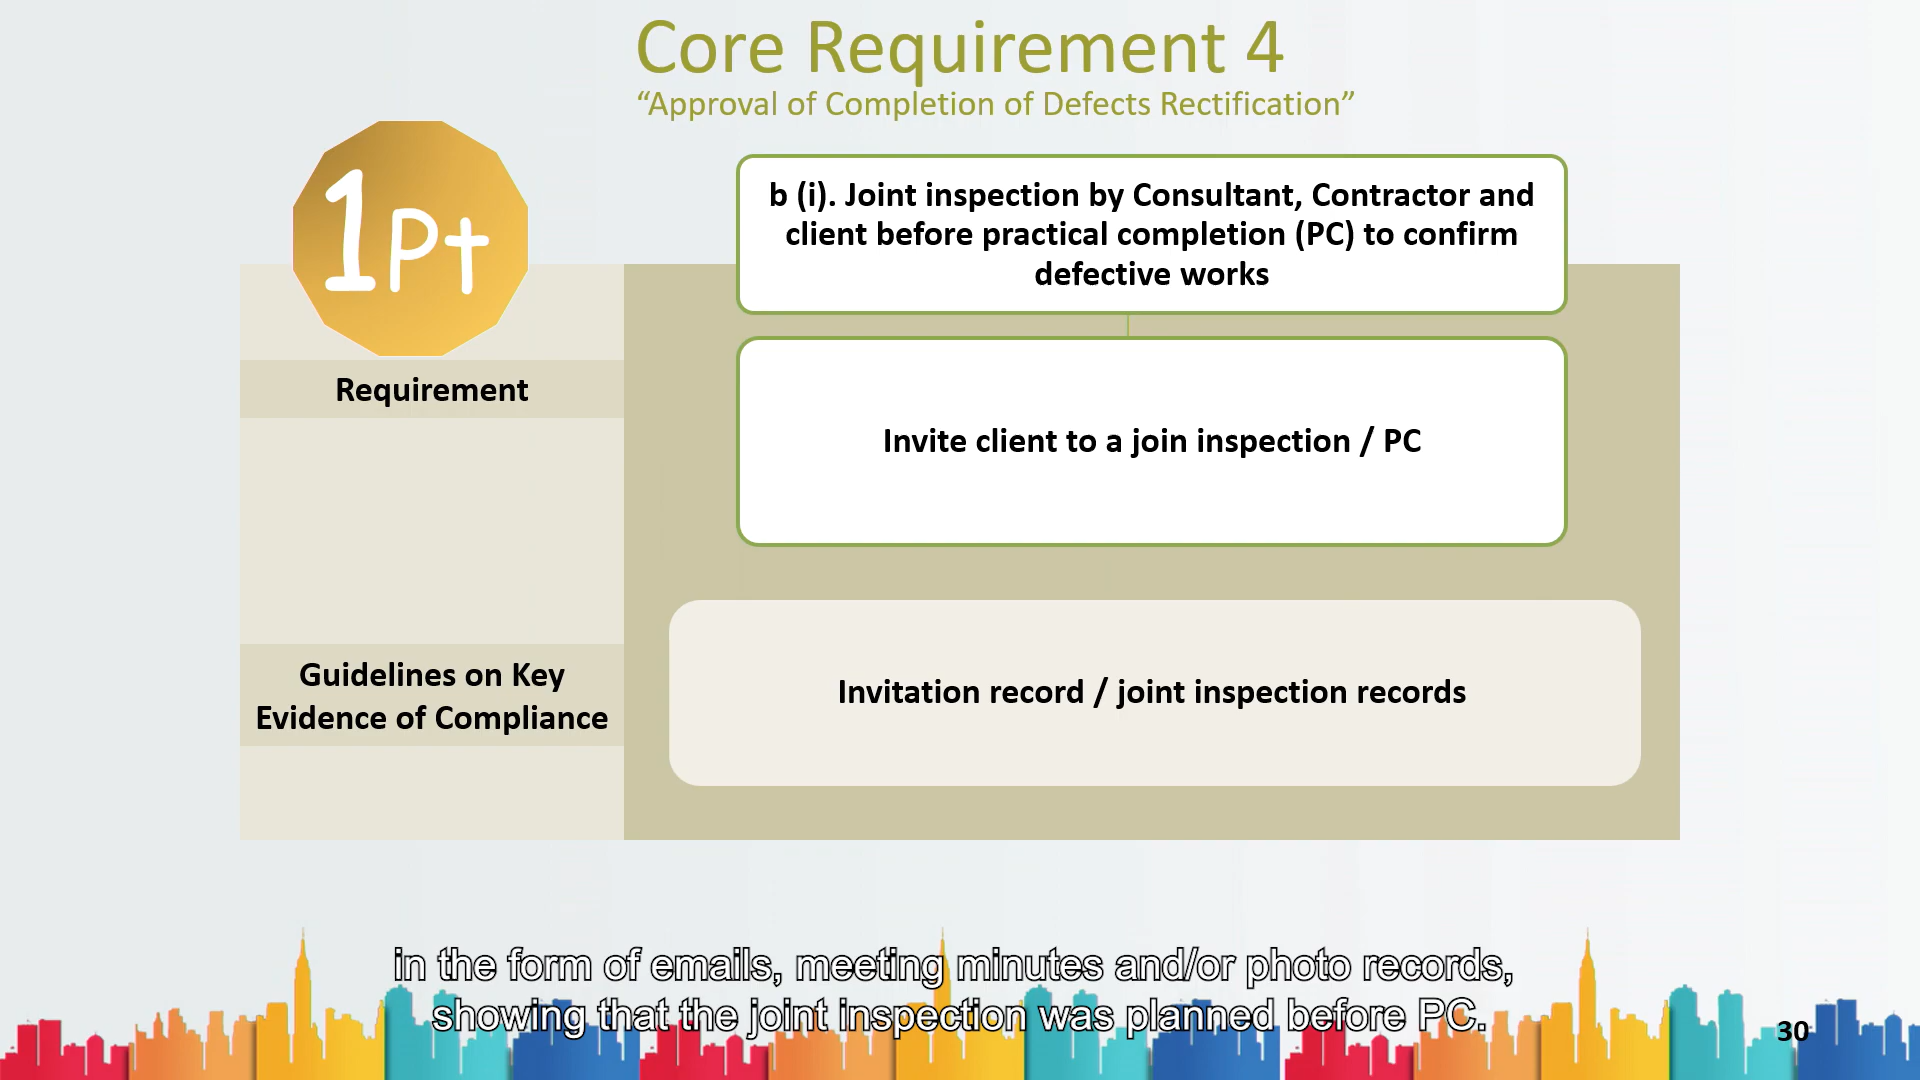 Core Requirement 4
“Approval of Completion of Defects Rectification”
1Pt
b (i). Joint inspection by Consultant, Contractor and
client before practical completion (PC) to confirm
defective works
Requirement
Invite client to a join inspection / PC
Guidelines on Key
Evidence of Compliance
Invitation record / joint inspection records
in the form of emails, meeting minutes and/or photo records,
showing that the joint inspection was planned before PC.
30